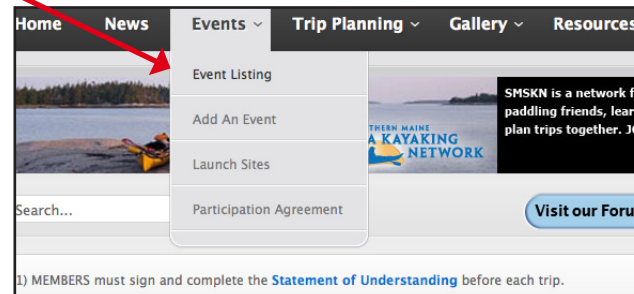 Home News Events Trip Planning Gallery Resources
Event Listing
Add An Event
Launch Sites
Participation Agreement
SMSKN is a network
paddling friends,
plan trips together.
KAYAKING
NETWORK
Search...
Visit our
1) MEMBERS must sign and complete the Statement of Understanding before each trip.